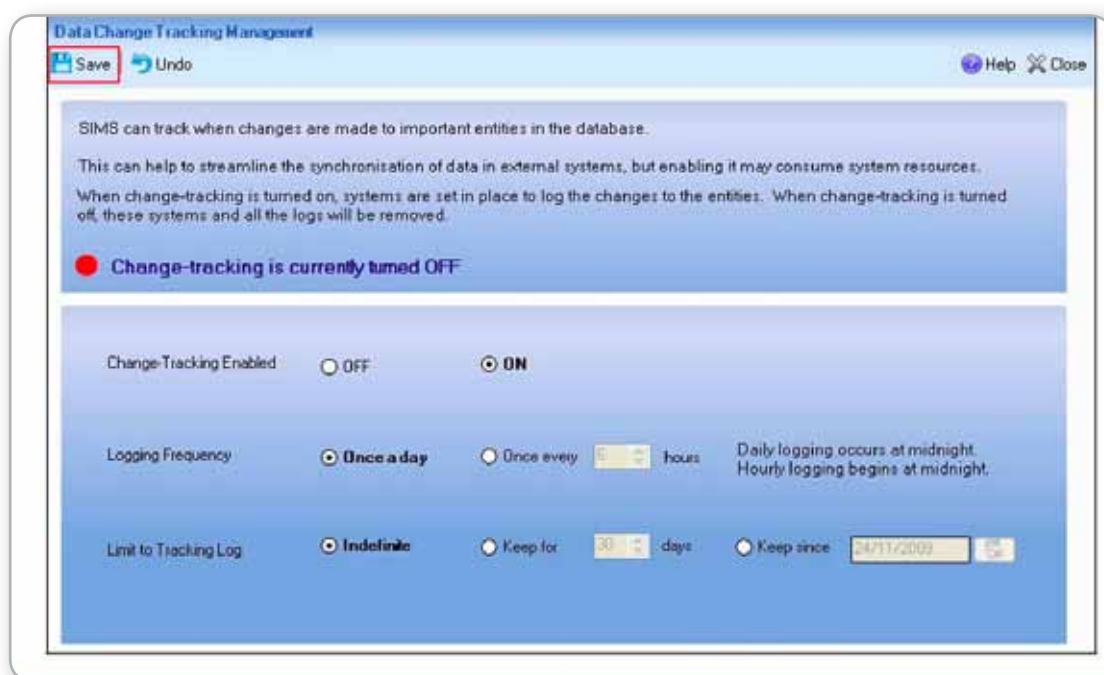 Data Change Tracking Management
Save Undo Help Close
SIMS can track when changes are made to important entities in the database.
This can help to streamline the synchronisation of data in external systems, but enabling it may consume system resources.
When change-tracking is turned on, systems are set in place to log the changes to the entities. When change-tracking is turned
off, these systems and all the logs will be removed.
Change-tracking is currently turned OFF
Change-Tracking Enabled OFF ON
Logging Frequency Once a day Once every hours Daily logging occurs at midnight.
Hourly logging begins at midnight.
Limit to Tracking Log Indefinite Keep for 30 days Keep since 24/11/2009